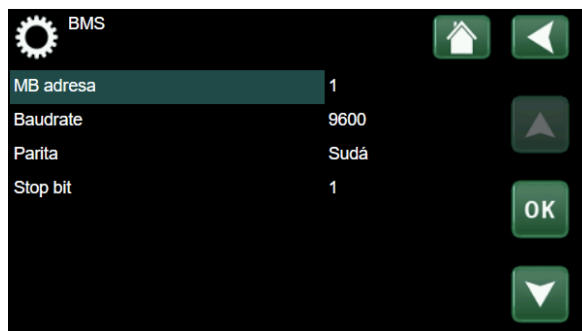 BMS
MB adresa 1
Baudrate 9600
Parita Sudá
Stop bit 1
OK